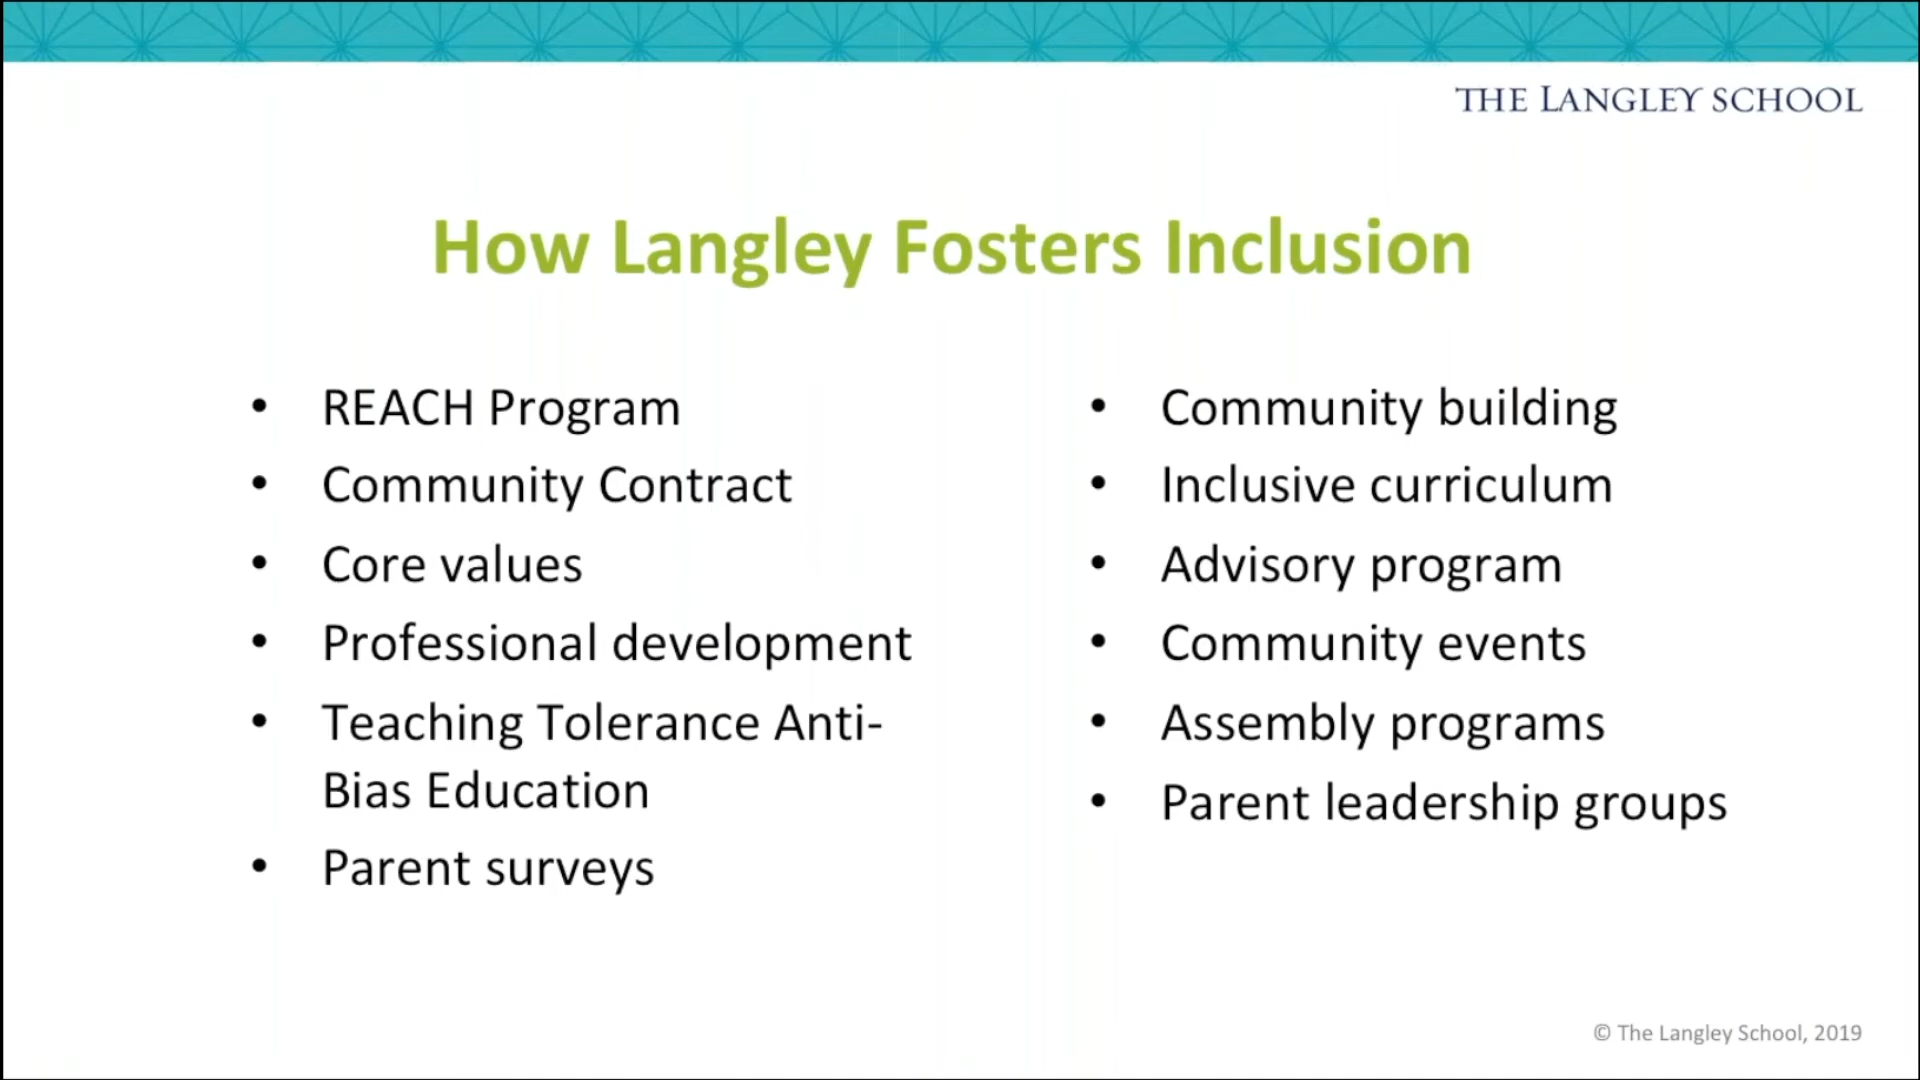 THE LANGLEY SCHOOL
How Langley Fosters Inclusion
• REACH Program
• Community Contract
• Core values
• Professional development
• Teaching Tolerance Anti-
Bias Education
• Parent surveys
• Community building
• Inclusive curriculum
• Advisory program
• Community events
• Assembly programs
• Parent leadership groups
© The Langley School, 2019